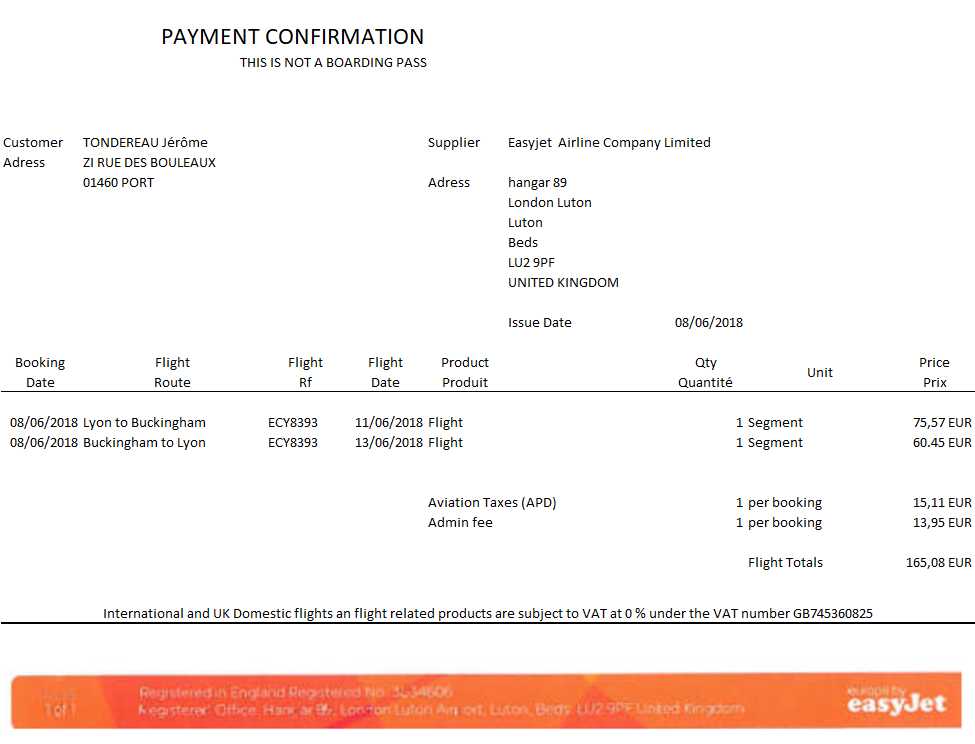 PAYMENT CONFIRMATION
THIS IS NOT A BOARDING PASS
Customer TONDEREAU Jérôme
Adress ZI RUE DES BOULEAUX
01460 PORT
Supplier Easyjet Airline Company Limited
Adress hangar 89
London Luton
Luton
Beds
LU2 9PF
UNITED KINGDOM
Issue Date 08/06/2018
Booking Flight Flight Flight Product Qty Unit Price
Date Route Rf Date Produit Quantité Prix
08/06/2018 Lyon to Buckingham ECY8393 11/06/2018 Flight 1 Segment 75,57 EUR
08/06/2018 Buckingham to Lyon ECY8393 13/06/2018 Flight 1 Segment 60.45 EUR
Aviation Taxes (APD) 1 per booking 15,11 EUR
Admin fee 1 per booking 13,95 EUR
Flight Totals 165,08 EUR
International and UK Domestic flights an flight related products are subject to VAT at 0 % under the VAT number GB745360825
1 of 1
Registered in England Registered No
Registered Office, London Luton Luton, Beds, LU2 9PF United Kingdom
europe by
easyJet